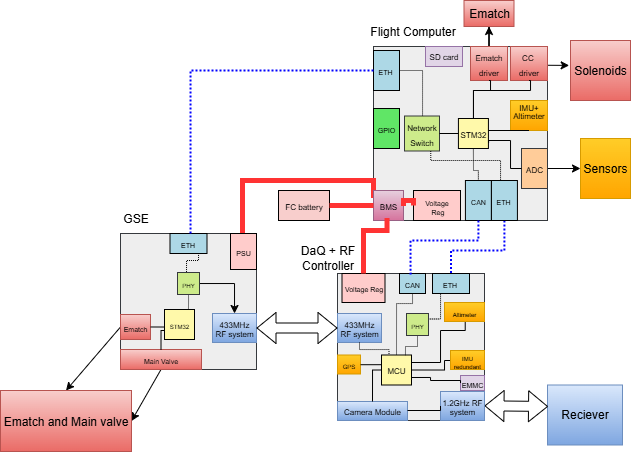 Ematch
Flight Computer
SD card
ETH
Ematch
driver
CC
driver
Solenoids
IMU+
Altimeter
GPIO
Network
Switch
STM32
ADC
Sensors
FC battery
BMS
Voltage
Reg
CAN
ETH
GSE
ETH
PSU
DaQ + RF
Controller
PHY
Voltage Reg
CAN
ETH
STM32
Ematch
433MHz
RF system
433MHz
RF system
PHY
Altimeter
Main Valve
GPS
MCU
IMU
redundant
EMMC
Ematch and Main valve
Camera Module
1.2GHz RF
system
Reciever